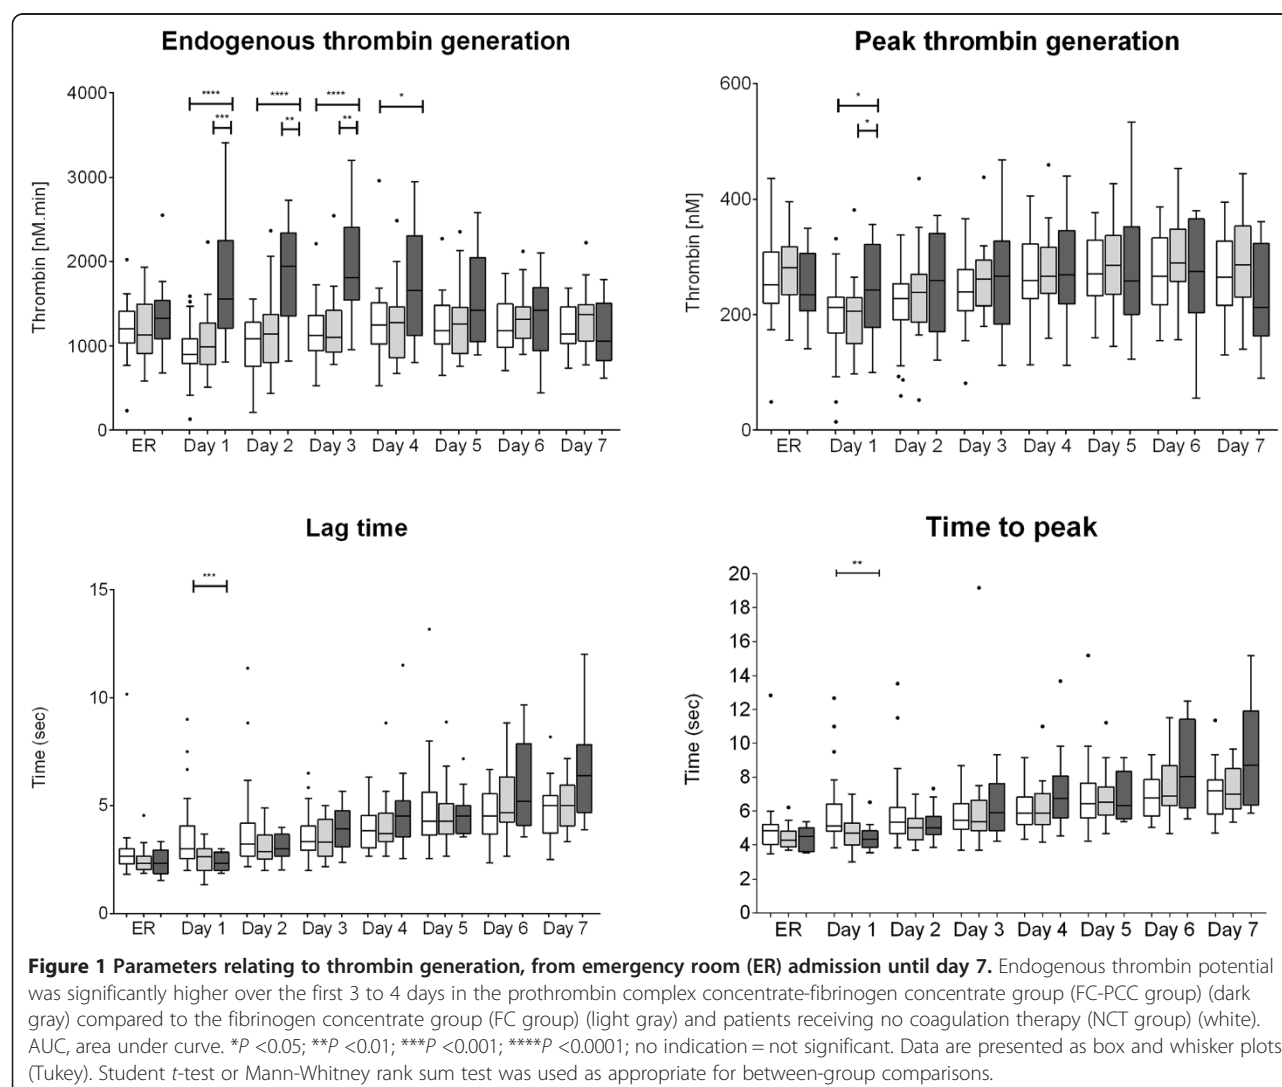 Endogenous thrombin generation
Thrombin [nM.min]
4000
3000
2000
1000
0
****
***
****
**
****
**
*
ER Day 1 Day 2 Day 3 Day 4 Day 5 Day 6 Day 7
Peak thrombin generation
Thrombin [nM]
600
400
200
0
*
*
ER Day 1 Day 2 Day 3 Day 4 Day 5 Day 6 Day 7
Lag time
Time (sec)
15
10
5
0
***
ER Day 1 Day 2 Day 3 Day 4 Day 5 Day 6 Day 7
Time to peak
Time (sec)
20
18
16
14
12
10
8
6
4
2
0
**
ER Day 1 Day 2 Day 3 Day 4 Day 5 Day 6 Day 7
Figure 1 Parameters relating to thrombin generation, from emergency room (ER) admission until day 7. Endogenous thrombin potential
was significantly higher over the first 3 to 4 days in the prothrombin complex concentrate-fibrinogen concentrate group (FC-PCC group) (dark
gray) compared to the fibrinogen concentrate group (FC group) (light gray) and patients receiving no coagulation therapy (NCT group) (white).
AUC, area under curve. *P <0.05; **P <0.01; ***P <0.001; ****P <0.0001; no indication = not significant. Data are presented as box and whisker plots
(Tukey). Student t-test or Mann-Whitney rank sum test was used as appropriate for between-group comparisons.